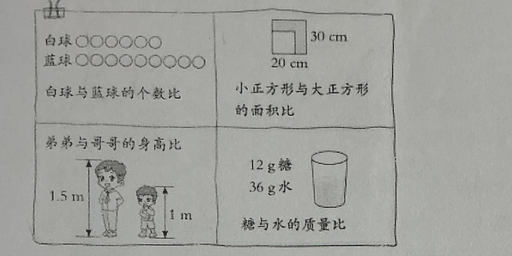 白球○○○○○○
蓝球○○○○○○○○○
白球与蓝球的个数比
30 cm
20 cm
小正方形与大正方形
的面积比
弟弟与哥哥的身高比
1.5 m
1 m
12 g糖
36 g水
糖与水的质量比